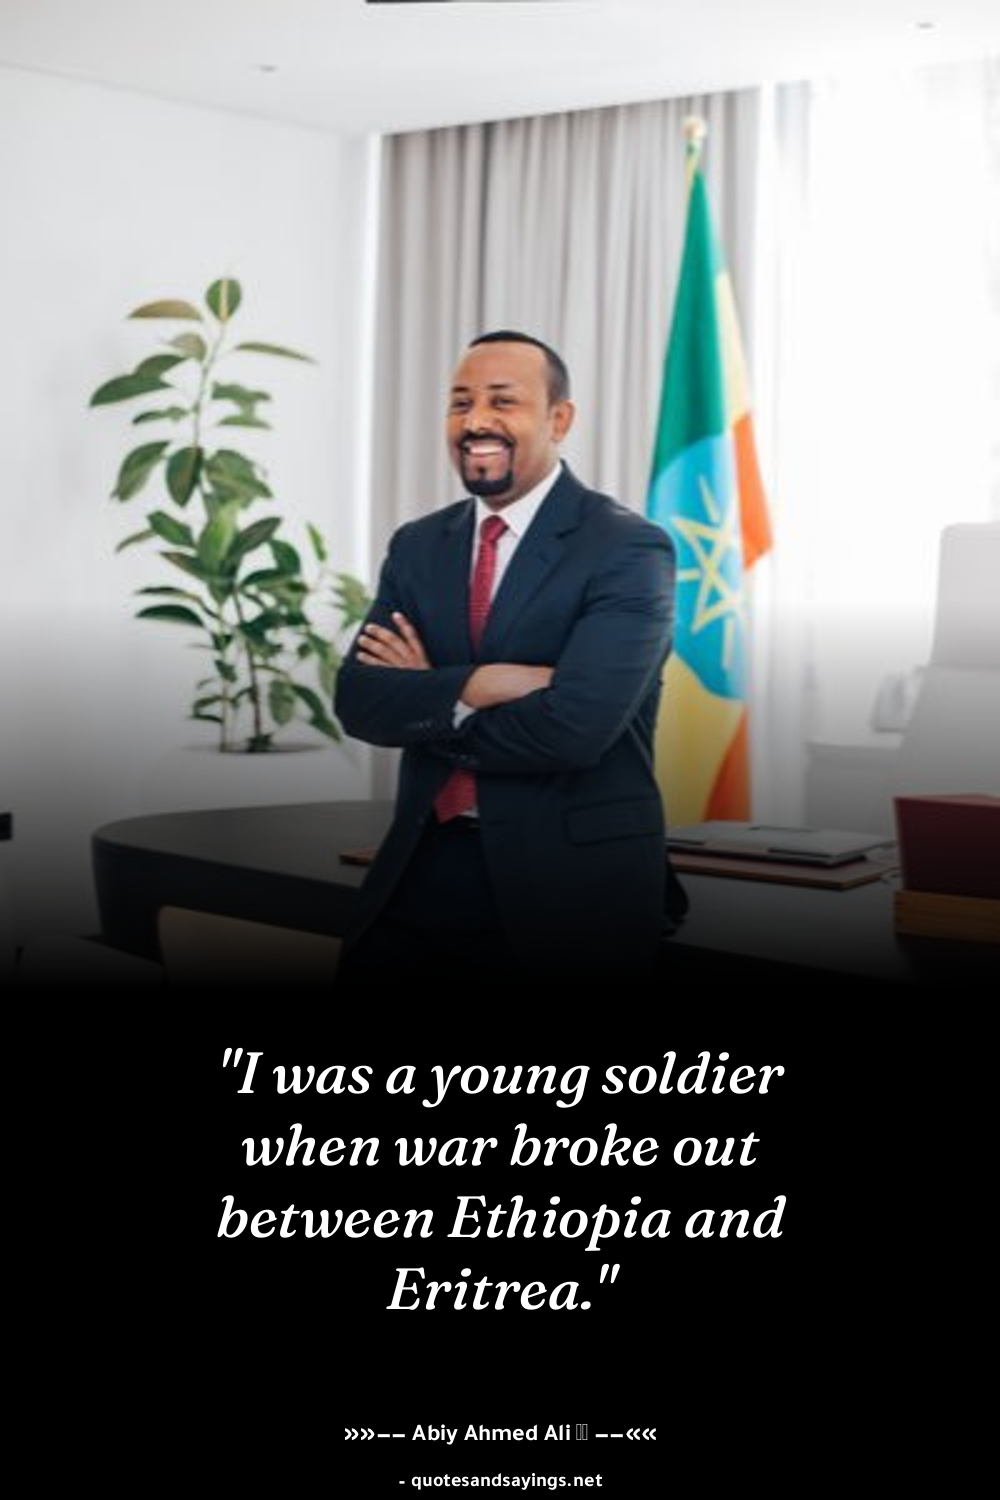 "I was a young soldier
when war broke out
between Ethiopia and
Eritrea."
»»−− Abiy Ahmed Ali −−««
- quotesandsayings.net